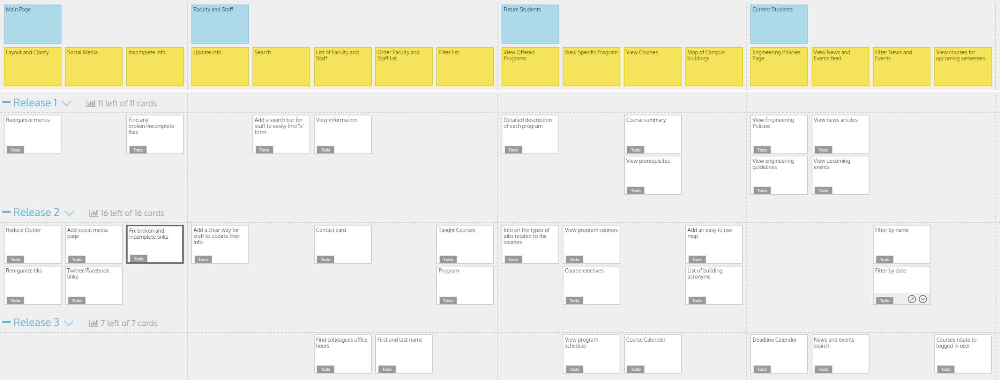 Main Page
Faculty and Staff
Future Students
Current Students
Layout and Clarity
Social Media
Incomplete info
Update info
Search
List of Faculty and
Staff
Order Faculty and
Staff list
Filter list
View Offered
Programs
View Specific Program
View Courses
Map of Campus
buildings
Engineering Policies
Page
View News and
Events feed
Filter News and
Events
View courses for
upcoming semesters
Release 1
11 left of 11 cards
Reorganize menus
Todo
Find any
broken/incomplete
files
Todo
Add a search bar for
staff to easily find "x"
form
Todo
View information
Todo
Detailed description
of each program
Todo
Course summary
Todo
View Engineering
Policies
Todo
View news articles
Todo
View prerequisites
Todo
View engineering
guidelines
Todo
View upcoming
events
Todo
Release 2
16 left of 16 cards
Reduce Clutter
Todo
Add social media
page
Todo
Fix broken and
incomplete links
Todo
Add a clear way for
staff to update their
info
Todo
Contact card
Todo
Taught Courses
Todo
Info on the types of
jobs related to the
courses
Todo
View program courses
Todo
Add an easy to use
map
Todo
Filter by name
Todo
Reorganize liks
Todo
Twitter/Facebook
links
Todo
Program
Todo
Course electives
Todo
List of building
acronyms
Todo
Filter by date
Todo
Release 3
7 left of 7 cards
Find colleagues office
hours
Todo
First and last name
Todo
View program
schedule
Todo
Course Calender
Todo
Deadline Calender
Todo
News and events
search
Todo
Courses relate to
logged in user
Todo